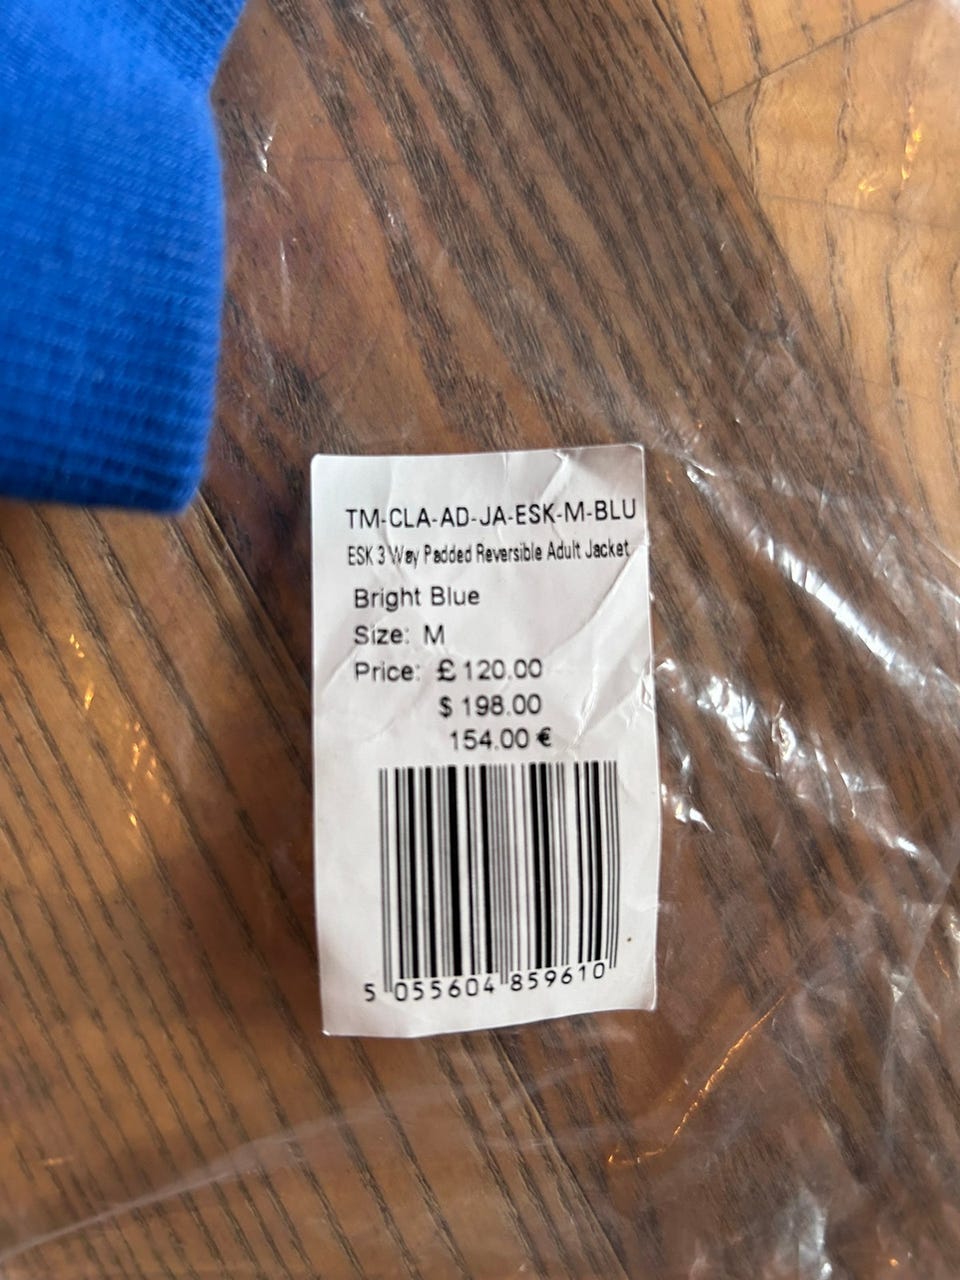 TM-CLA-AD-JA-ESK-M-BLU
ESK 3 Way Padded Reversible Adult Jacket
Bright Blue
Size: M
Price: £ 120.00
$ 198.00
154.00 €
5 055604 859610